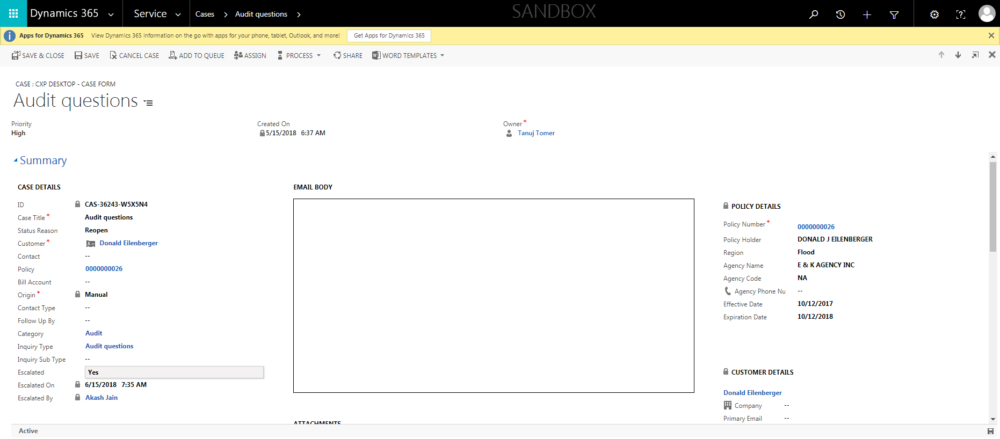 Dynamics 365 Service Cases Audit questions SANDBOX
Apps for Dynamics 365 View Dynamics 365 information on the go with apps for your phone, tablet, Outlook, and more! Get Apps for Dynamics 365
SAVE & CLOSE SAVE CANCEL CASE ADD TO QUEUE ASSIGN PROCESS SHARE WORD TEMPLATES
CASE : CXP DESKTOP - CASE FORM
Audit questions
Priority
High
Created On
5/15/2018 6:37 AM
Owner *
Tanuj Tomer
Summary
CASE DETAILS
ID CAS-36243-W5X5N4
Case Title * Audit questions
Status Reason Reopen
Customer * Donald Eilenberger
Contact --
Policy 0000000026
Bill Account --
Origin * Manual
Contact Type --
Follow Up By --
Category Audit
Inquiry Type Audit questions
Inquiry Sub Type --
Escalated Yes
Escalated On 6/15/2018 7:35 AM
Escalated By Akash Jain
EMAIL BODY
ATTACHMENTS
POLICY DETAILS
Policy Number * 0000000026
Policy Holder DONALD J EILENBERGER
Region Flood
Agency Name E & K AGENCY INC
Agency Code NA
Agency Phone Nu --
Effective Date 10/12/2017
Expiration Date 10/12/2018
CUSTOMER DETAILS
Donald Eilenberger
Company --
Primary Email --
Active